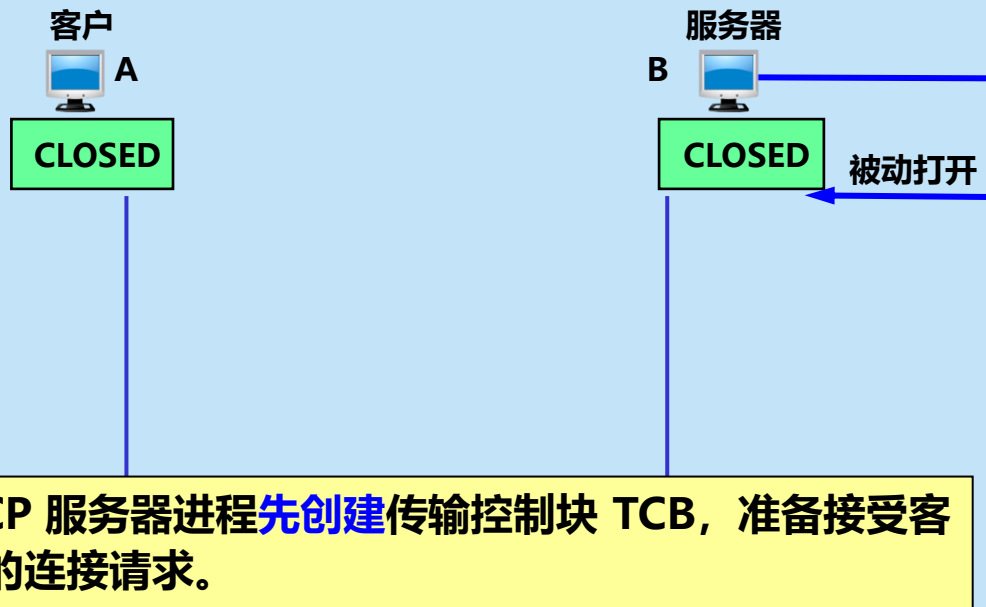 客户
服务器
A
B
CLOSED
CLOSED
被动打开
CP 服务器进程先创建传输控制块 TCB，准备接受客
的连接请求。